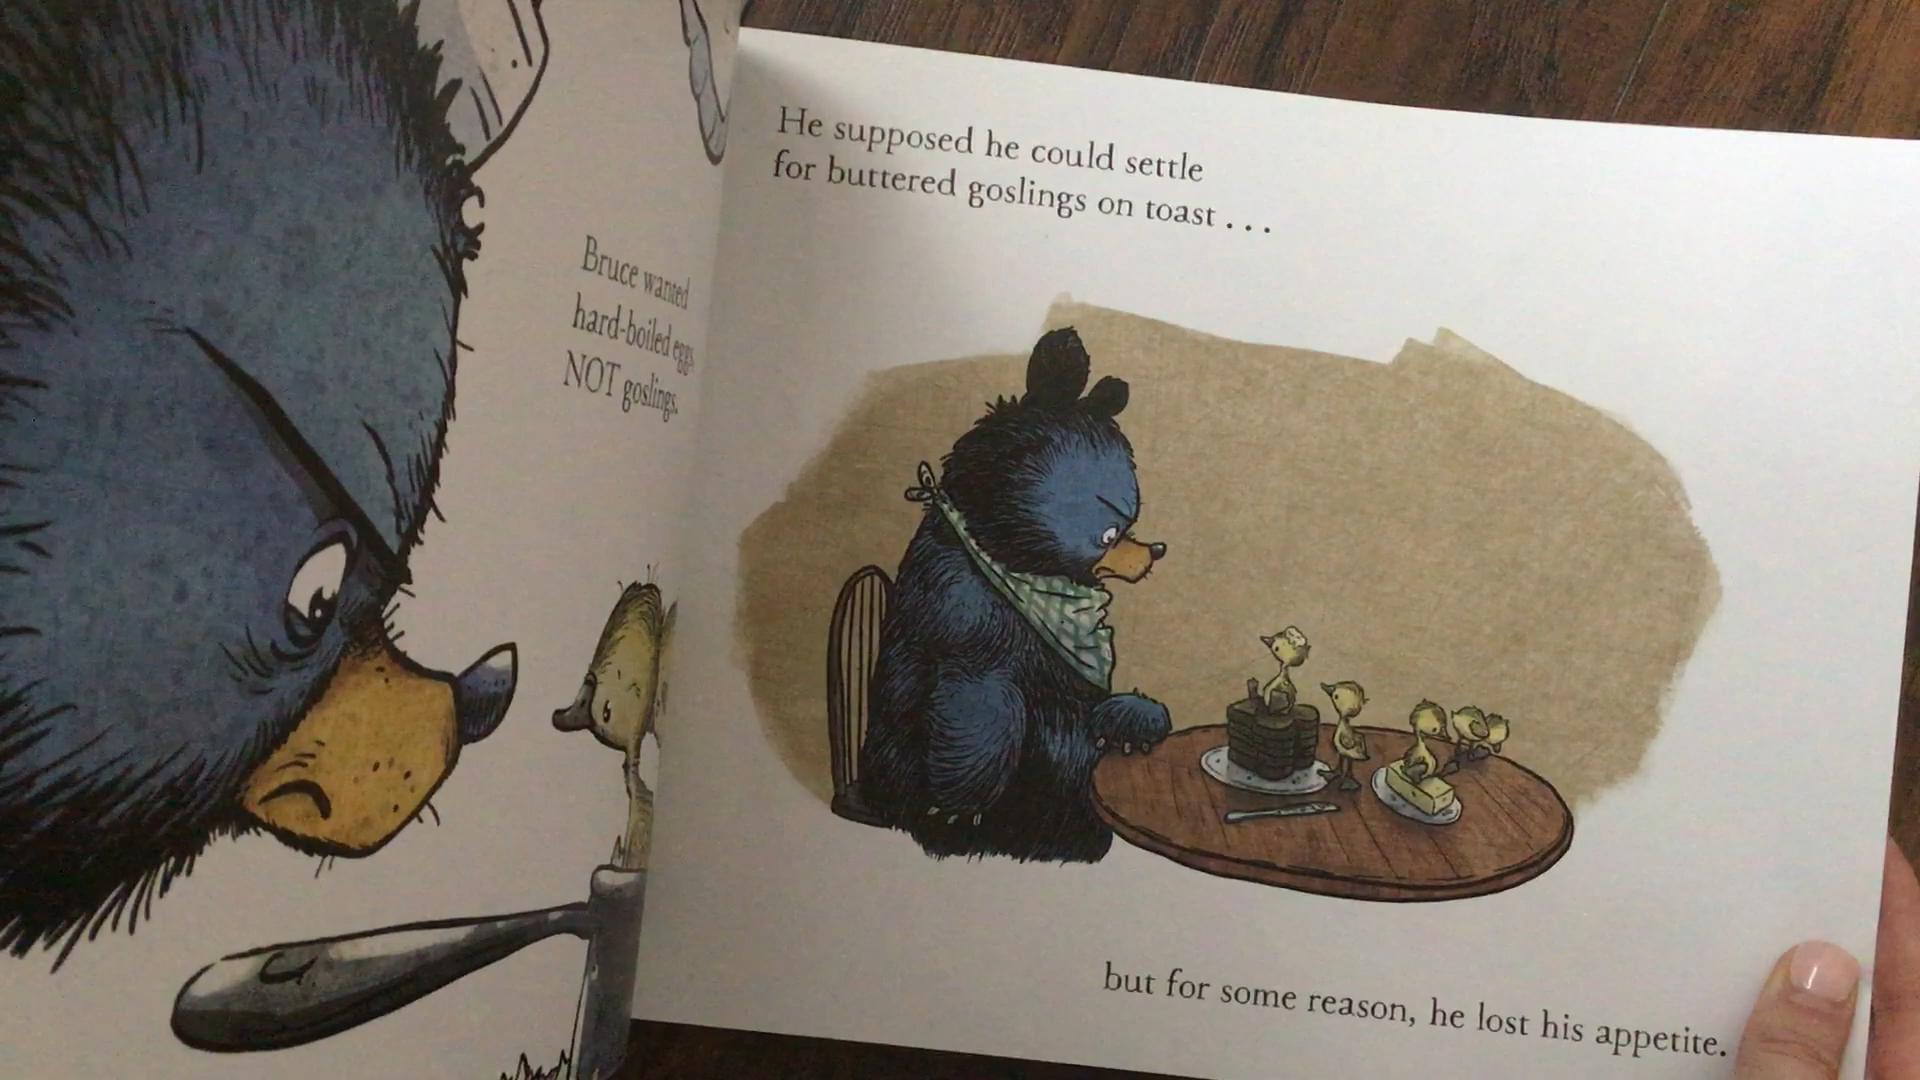 Bruce wanted
hard-boiled eggs,
NOT goslings.
He supposed he could settle
for buttered goslings on toast . . .
but for some reason, he lost his appetite.